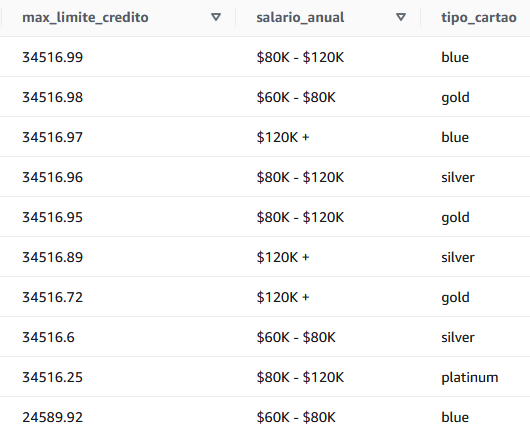 max_limite_credito salario_anual tipo_cartao
34516.99 $80K - $120K blue
34516.98 $60K - $80K gold
34516.97 $120K + blue
34516.96 $80K - $120K silver
34516.95 $80K - $120K gold
34516.89 $120K + silver
34516.72 $120K + gold
34516.6 $60K - $80K silver
34516.25 $80K - $120K platinum
24589.92 $60K - $80K blue